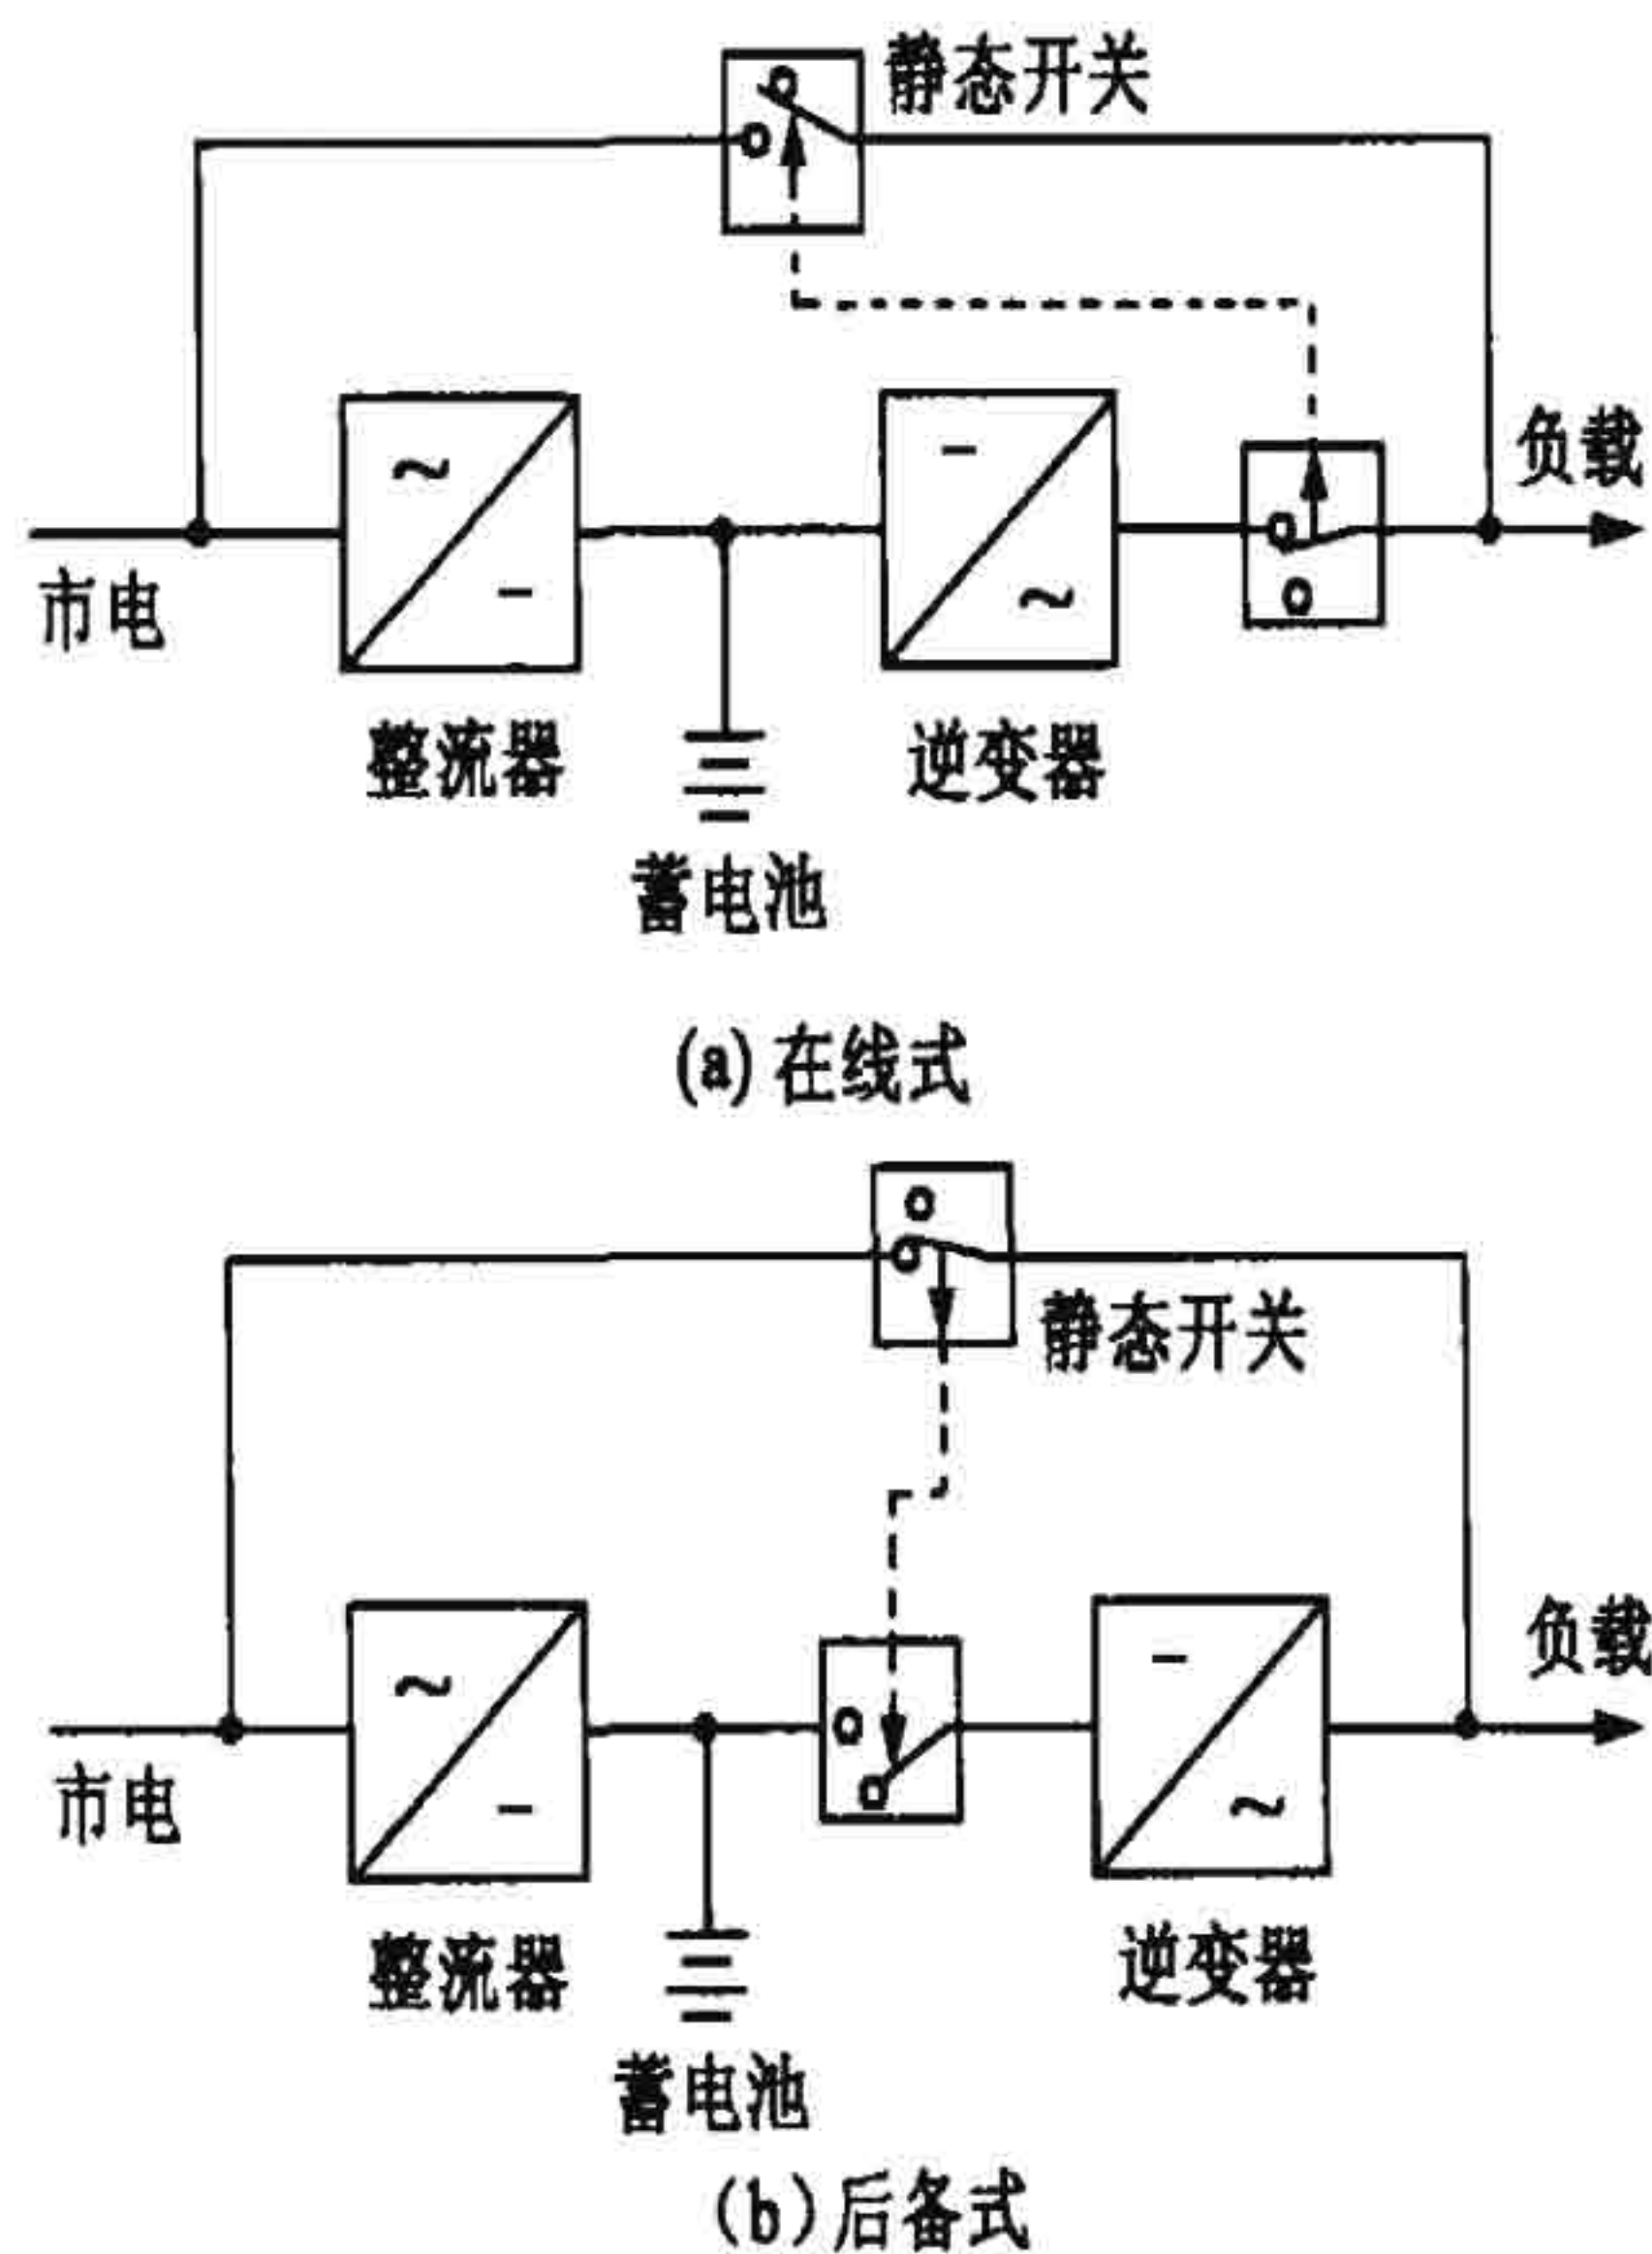 静态开关
负载
市电
整流器
逆变器
蓄电池
(a)在线式
静态开关
负载
市电
整流器
逆变器
蓄电池
(b)后备式